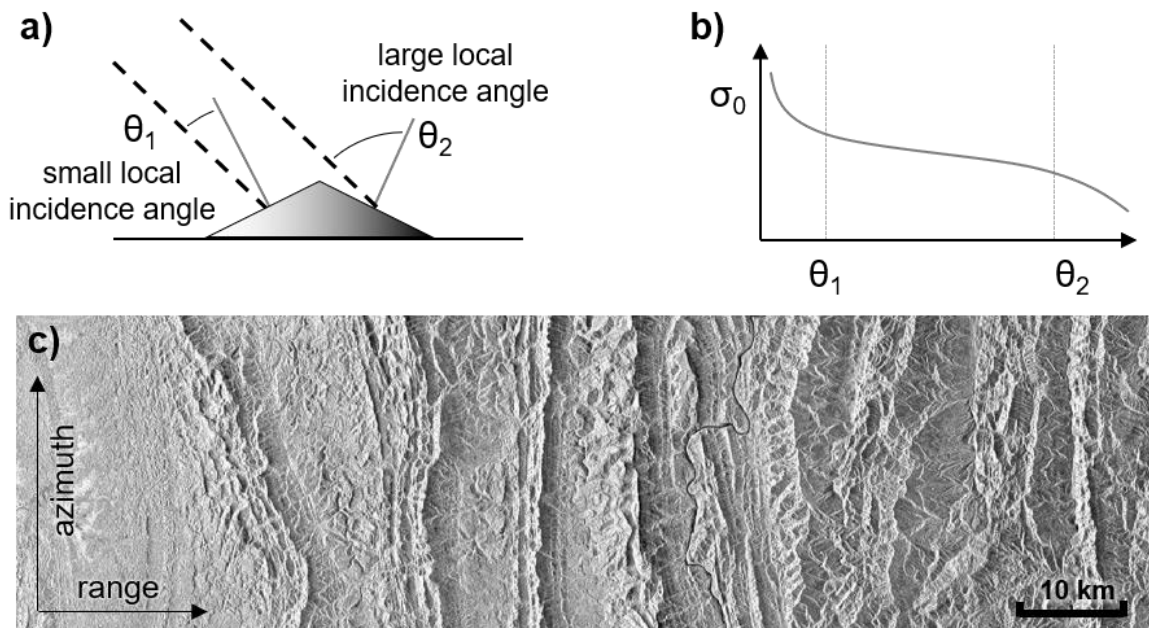 a)
large local
incidence angle
θ1
θ2
small local
incidence angle
b)
σ0
θ1
θ2
c)
azimuth
range
10 km